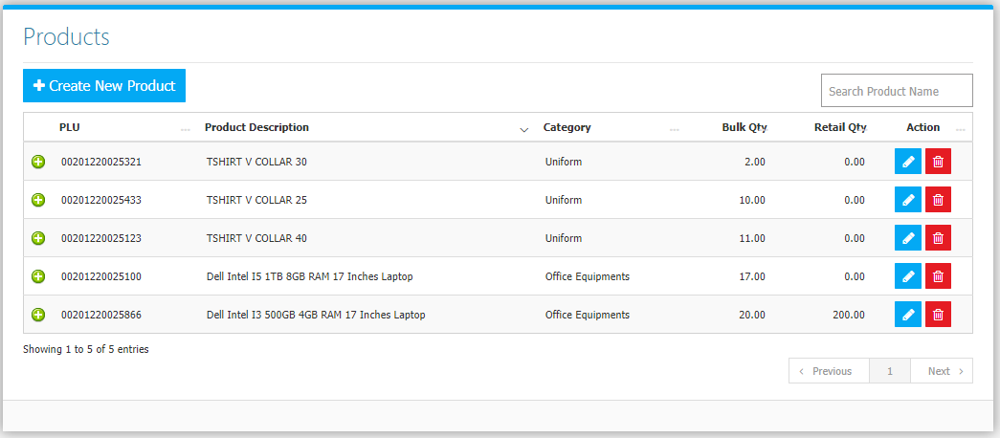 Products
Create New Product
Search Product Name
PLU Product Description Category Bulk Qty Retail Qty Action
00201220025321 TSHIRT V COLLAR 30 Uniform 2.00 0.00
00201220025433 TSHIRT V COLLAR 25 Uniform 10.00 0.00
00201220025123 TSHIRT V COLLAR 40 Uniform 11.00 0.00
00201220025100 Dell Intel I5 1TB 8GB RAM 17 Inches Laptop Office Equipments 17.00 0.00
00201220025866 Dell Intel I3 500GB 4GB RAM 17 Inches Laptop Office Equipments 20.00 200.00
Showing 1 to 5 of 5 entries
Previous 1 Next